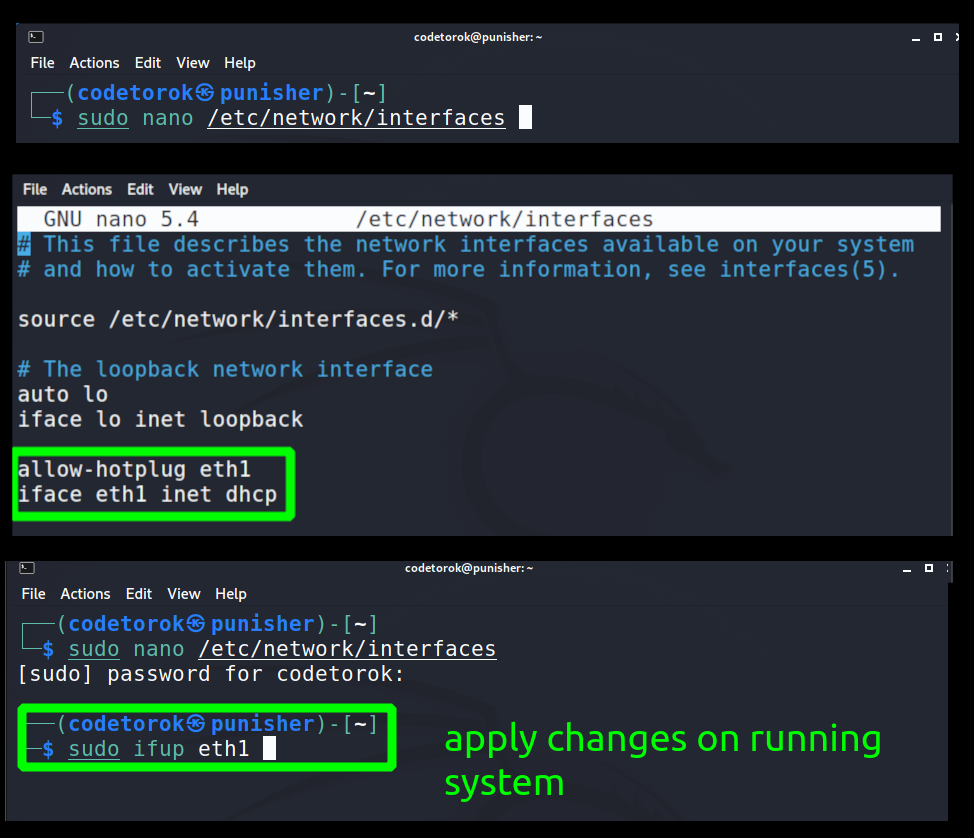 codetorok@punisher: ~
File Actions Edit View Help
(codetorok㉿punisher)-[~]
$ sudo nano /etc/network/interfaces
File Actions Edit View Help
GNU nano 5.4 /etc/network/interfaces
# This file describes the network interfaces available on your system
# and how to activate them. For more information, see interfaces(5).
source /etc/network/interfaces.d/*
# The loopback network interface
auto lo
iface lo inet loopback
allow-hotplug eth1
iface eth1 inet dhcp
codetorok@punisher: ~
File Actions Edit View Help
(codetorok㉿punisher)-[~]
$ sudo nano /etc/network/interfaces
[sudo] password for codetorok:
(codetorok㉿punisher)-[~]
$ sudo ifup eth1
apply changes on running
system